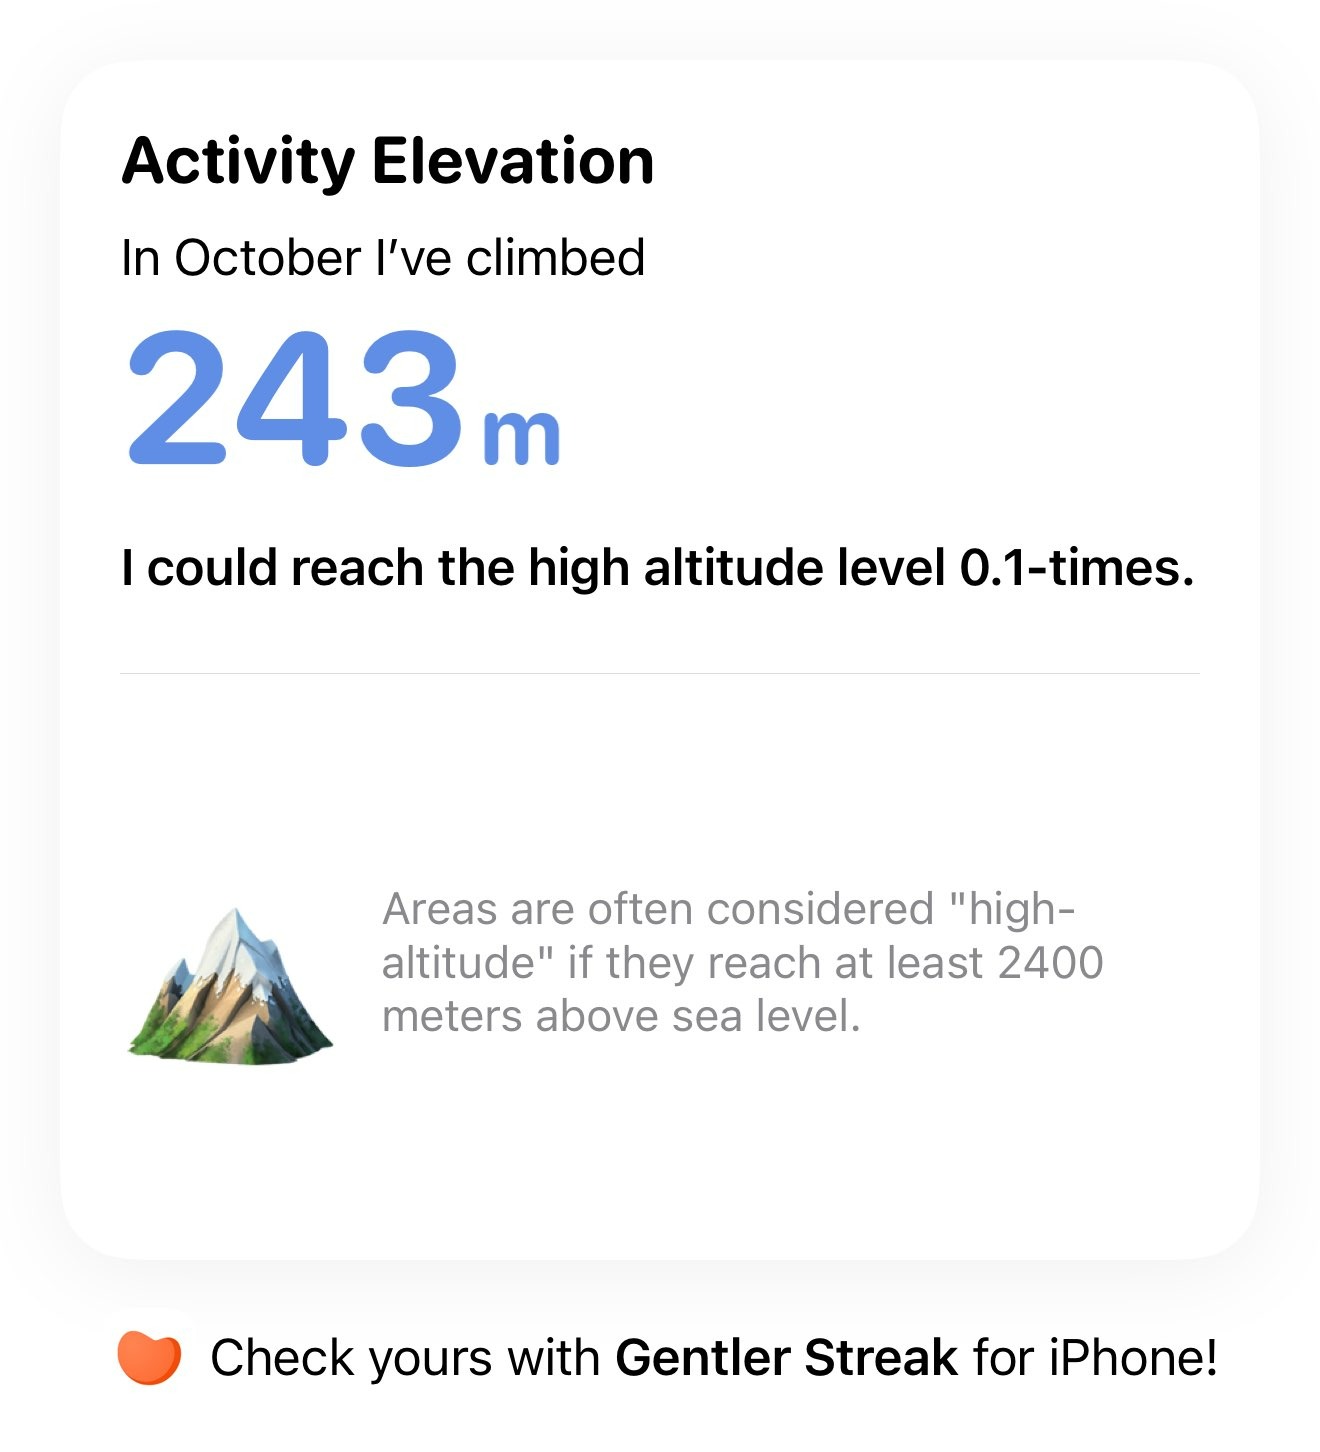 Activity Elevation
In October I’ve climbed
243 m
I could reach the high altitude level 0.1-times.
Areas are often considered "high-
altitude" if they reach at least 2400
meters above sea level.
Check yours with Gentler Streak for iPhone!